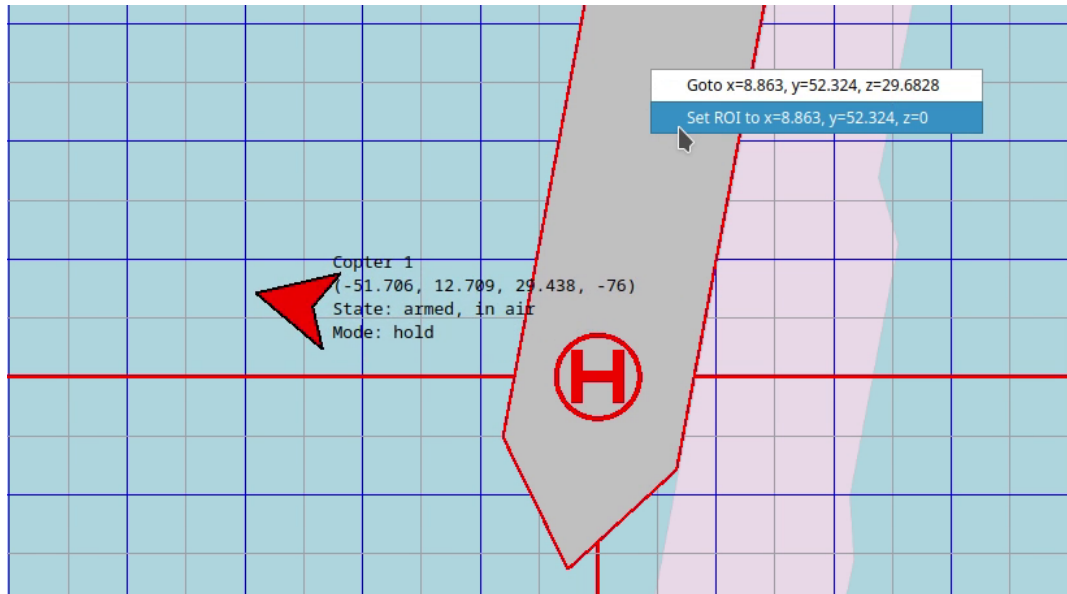 Goto x=8.863, y=52.324, z=29.6828
Set ROI to x=8.863, y=52.324, z=0
Copter 1
(-51.706, 12.709, 29.438, -76)
State: armed, in air
Mode: hold
H